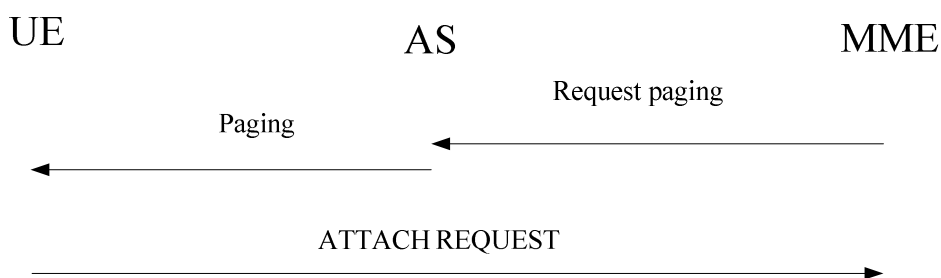 UE
AS
MME
Request paging
Paging
ATTACH REQUEST